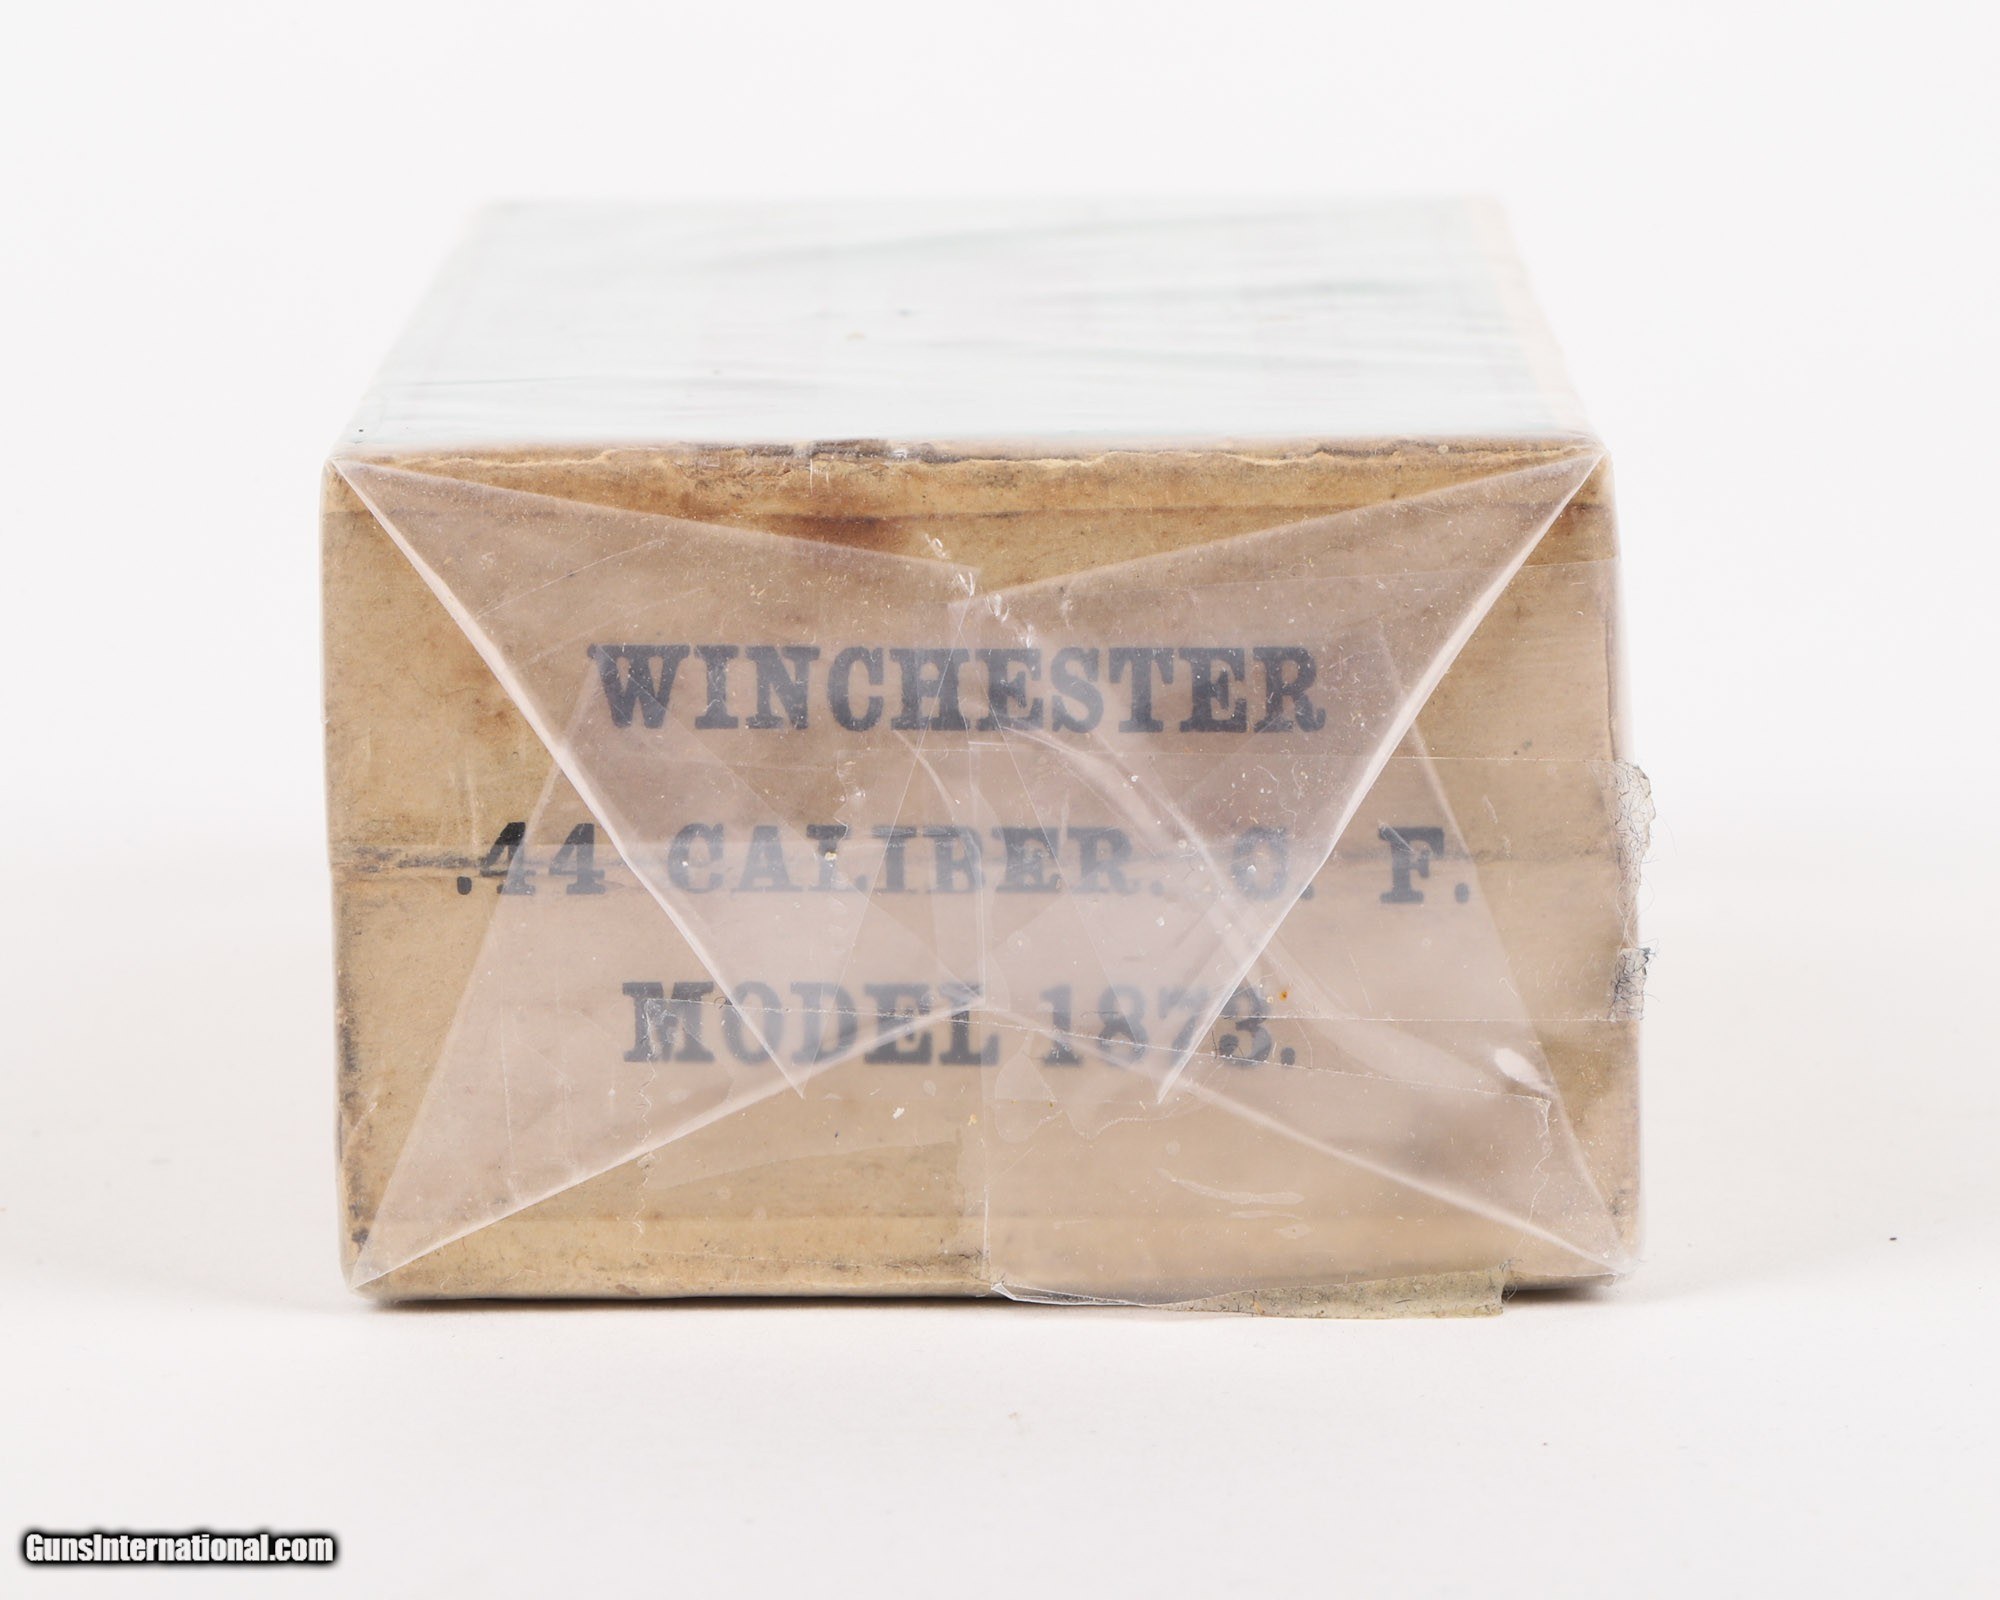 WINCHESTER
.44 CALIBER. C. F.
MODEL 1873.
GunsInternational.com